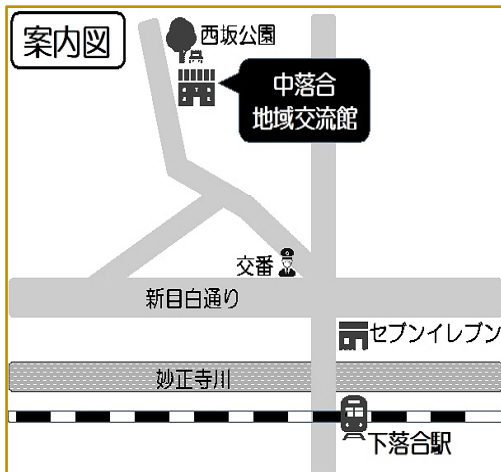 案内図
西坂公園
中落合
地域交流館
交番
新目白通り
セブンイレブン
妙正寺川
下落合駅